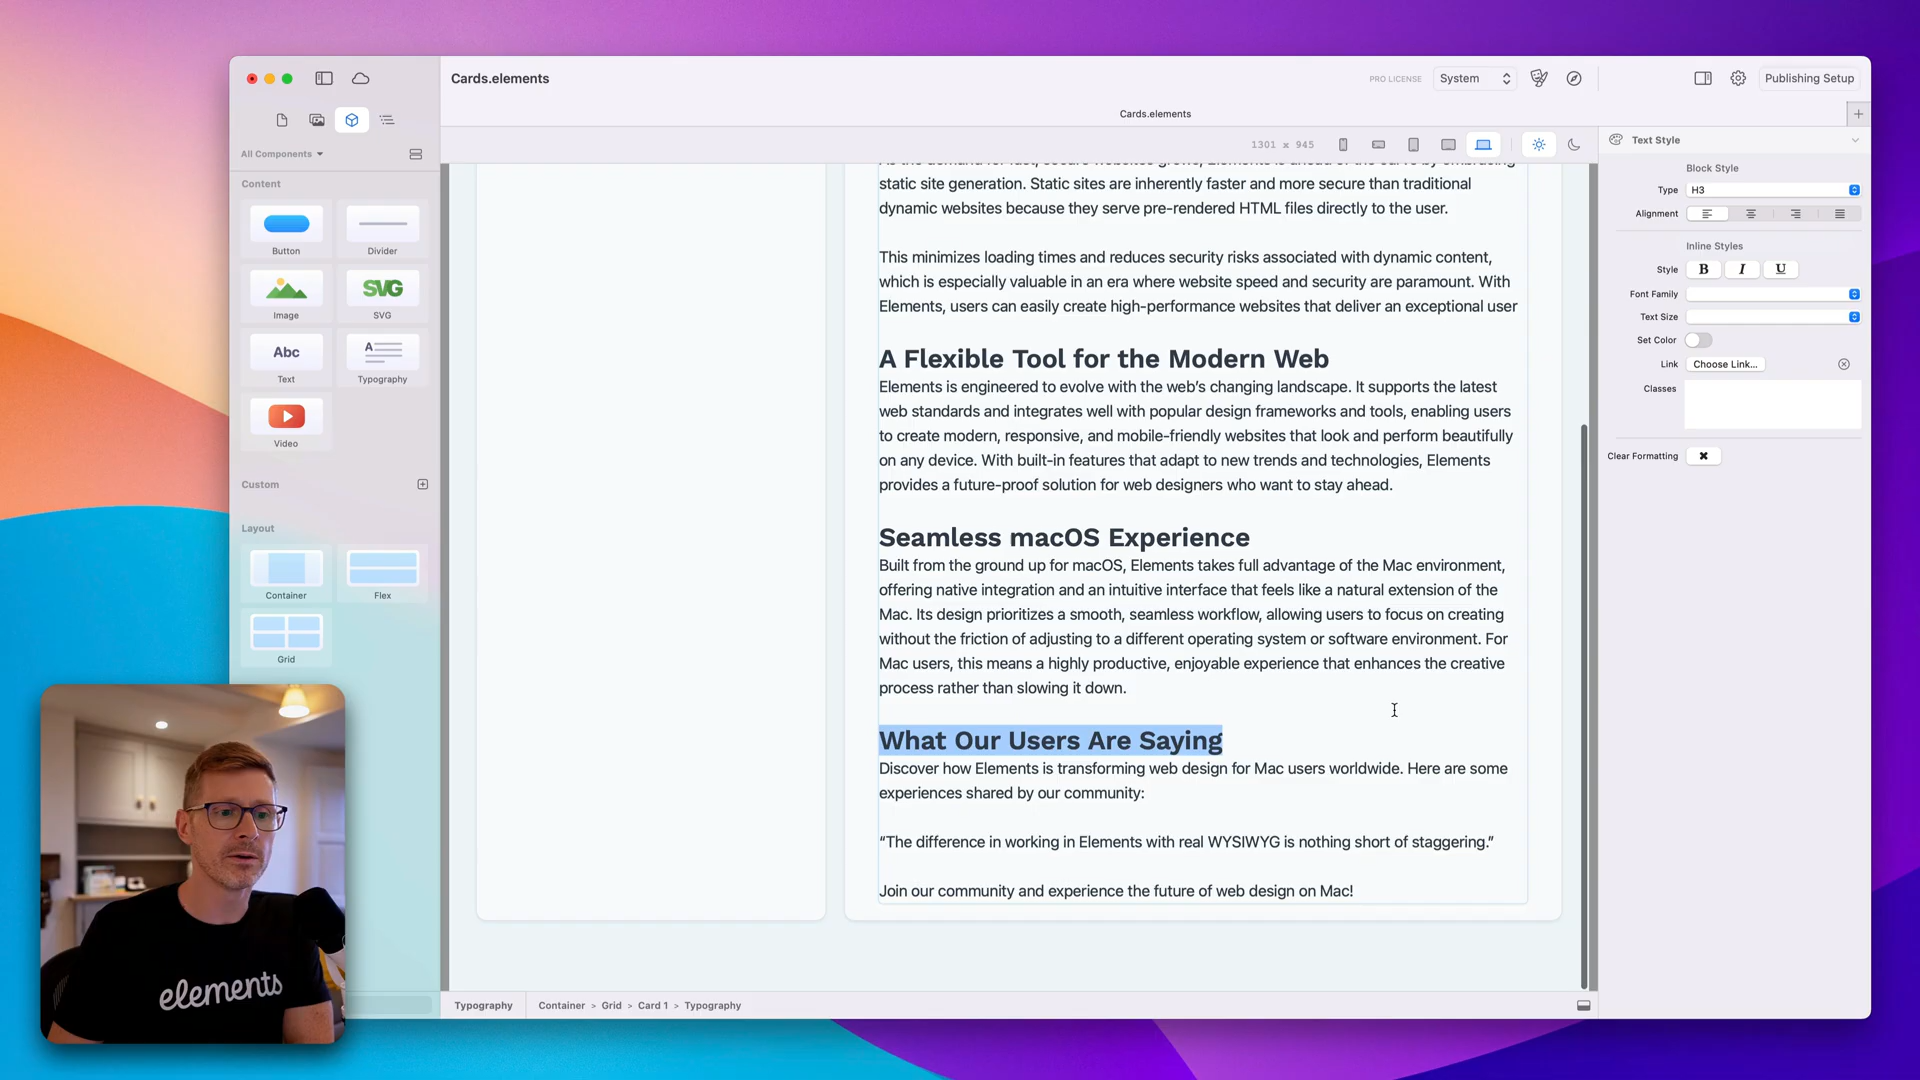 Cards.elements
PRO LICENSE
System
Publishing Setup
Cards.elements
All Components
1301 x 945
Text Style
Content
Button
Divider
Image
SVG
SVG
Abc
Text
A
Typography
Video
Custom
Layout
Container
Flex
Grid
static site generation. Static sites are inherently faster and more secure than traditional
dynamic websites because they serve pre-rendered HTML files directly to the user.
This minimizes loading times and reduces security risks associated with dynamic content,
which is especially valuable in an era where website speed and security are paramount. With
Elements, users can easily create high-performance websites that deliver an exceptional user
A Flexible Tool for the Modern Web
Elements is engineered to evolve with the web’s changing landscape. It supports the latest
web standards and integrates well with popular design frameworks and tools, enabling users
to create modern, responsive, and mobile-friendly websites that look and perform beautifully
on any device. With built-in features that adapt to new trends and technologies, Elements
provides a future-proof solution for web designers who want to stay ahead.
Seamless macOS Experience
Built from the ground up for macOS, Elements takes full advantage of the Mac environment,
offering native integration and an intuitive interface that feels like a natural extension of the
Mac. Its design prioritizes a smooth, seamless workflow, allowing users to focus on creating
without the friction of adjusting to a different operating system or software environment. For
Mac users, this means a highly productive, enjoyable experience that enhances the creative
process rather than slowing it down.
What Our Users Are Saying
Discover how Elements is transforming web design for Mac users worldwide. Here are some
experiences shared by our community:
“The difference in working in Elements with real WYSIWYG is nothing short of staggering.”
Join our community and experience the future of web design on Mac!
Block Style
Type H3
Alignment
Inline Styles
Style B I U
Font Family
Text Size
Set Color
Link Choose Link...
Classes
Clear Formatting
elements
Typography
Container > Grid > Card 1 > Typography